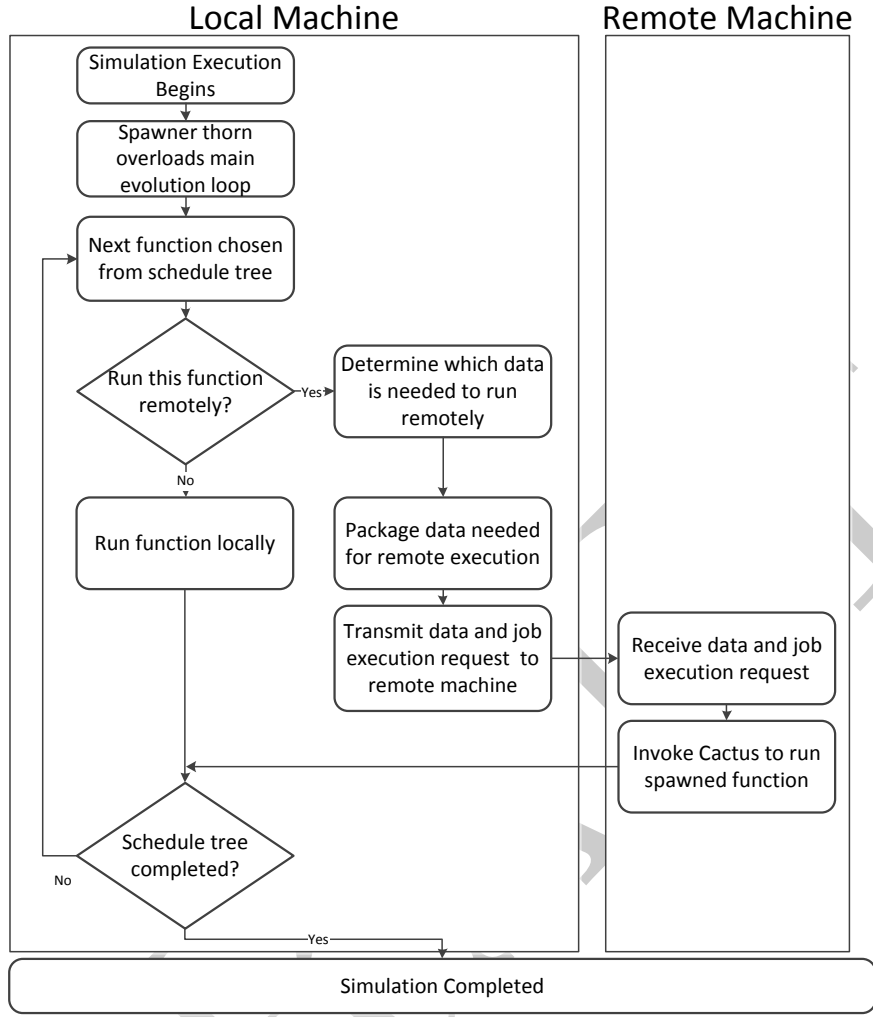 Local Machine
Remote Machine
Simulation Execution
Begins
Spawner thorn
overloads main
evolution loop
Next function chosen
from schedule tree
Run this function
remotely?
Yes
Determine which data
is needed to run
remotely
No
Run function locally
Package data needed
for remote execution
Transmit data and job
execution request to
remote machine
Receive data and job
execution request
Invoke Cactus to run
spawned function
Schedule tree
completed?
No
Yes
Simulation Completed